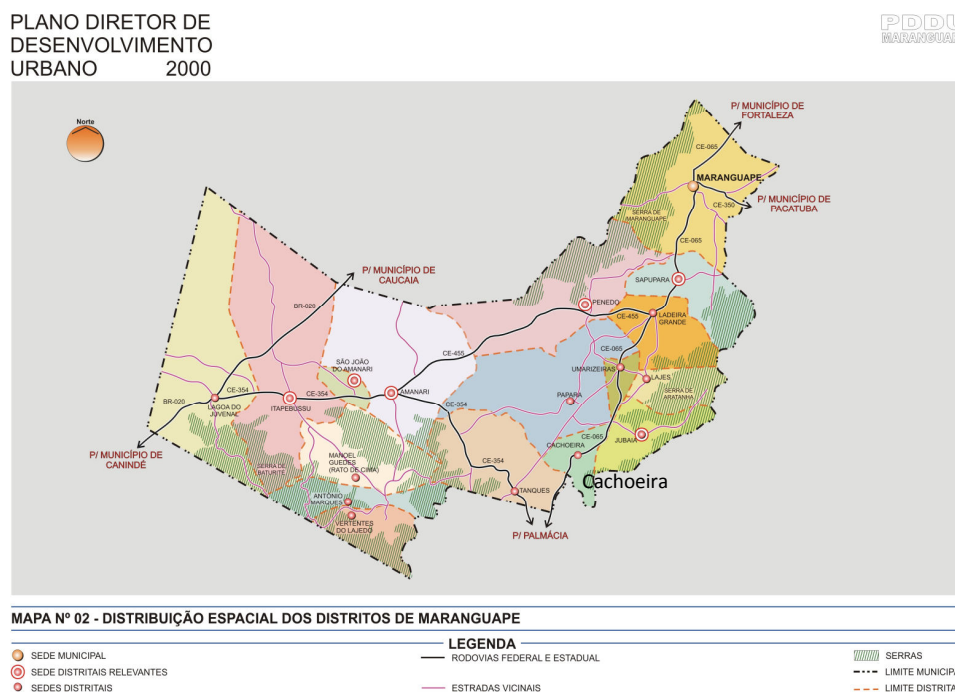 PLANO DIRETOR DE
DESENVOLVIMENTO
URBANO 2000
PDDU
MARANGUAPE
Norte
P/ MUNICÍPIO DE
FORTALEZA
CE-065
MARANGUAPE
P/ MUNICÍPIO DE
PACATUBA
CE-350
SERRA DE
MARANGUAPE
CE-065
P/ MUNICÍPIO DE
CAUCAIA
SAPUPARA
BR-020
PENEDO
CE-455
LADEIRA
GRANDE
CE-065
CE-455
SÃO JOÃO
DO AMANARI
UMARIZEIRAS
LAJES
CE-354
CE-354
AMANARI
SERRA DE
ARATANHA
BR-020
LAGOA DO
JUVENAL
ITAPEBUSSU
CE-354
PAPARA
CE-065
JUBAIA
P/ MUNICÍPIO DE
CANINDÉ
CACHOEIRA
MANOEL
GUEDES
(RATO DE CIMA)
SERRA DE
BATURITÉ
CE-354
Cachoeira
TANQUES
ANTÔNIO
MARQUES
VERTENTES
DO LAJEDO
P/ PALMÁCIA
MAPA Nº 02 - DISTRIBUIÇÃO ESPACIAL DOS DISTRITOS DE MARANGUAPE
LEGENDA
SEDE MUNICIPAL
RODOVIAS FEDERAL E ESTADUAL
SERRAS
SEDE DISTRITAIS RELEVANTES
LIMITE MUNICIPA
SEDES DISTRITAIS
ESTRADAS VICINAIS
LIMITE DISTRITA